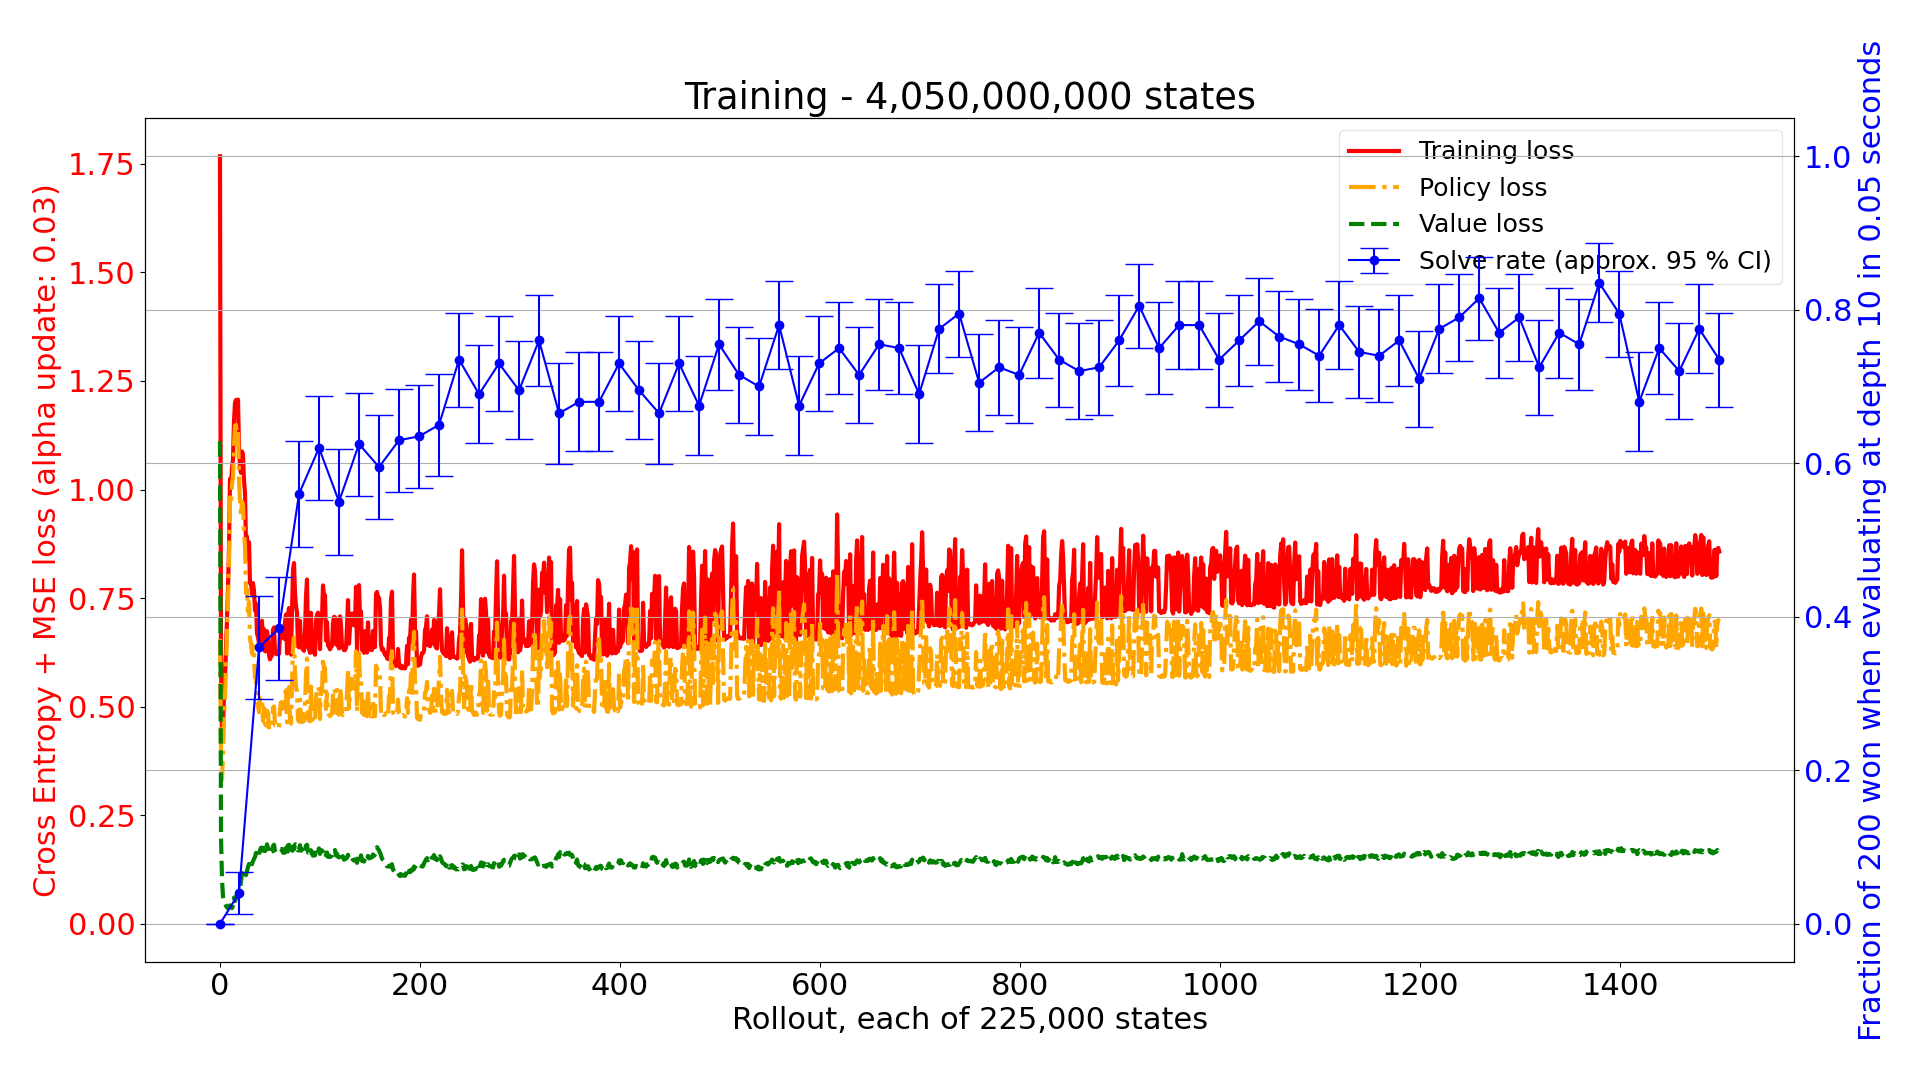 Training - 4,050,000,000 states
Cross Entropy + MSE loss (alpha update: 0.03)
1.75
1.50
1.25
1.00
0.75
0.50
0.25
0.00
Training loss
Policy loss
Value loss
Solve rate (approx. 95 % CI)
1.0
0.8
0.6
0.4
0.2
0.0
Fraction of 200 won when evaluating at depth 10 in 0.05 seconds
0 200 400 600 800 1000 1200 1400
Rollout, each of 225,000 states